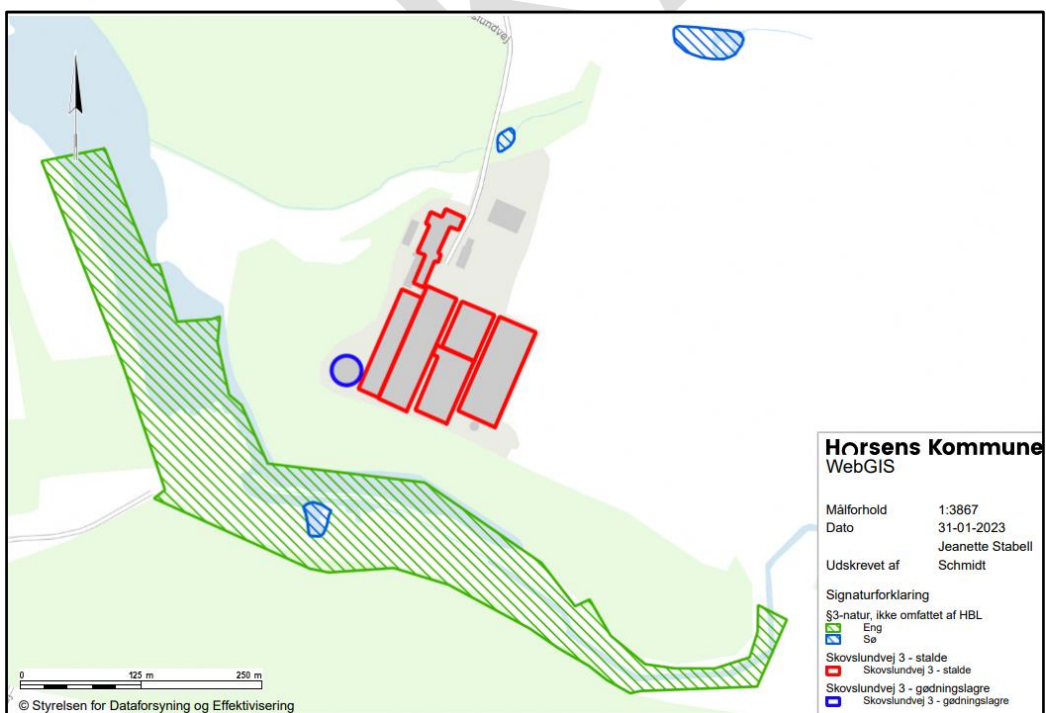 Horsens Kommune
WebGIS
Målforhold 1:3867
Dato 31-01-2023
Jeanette Stabell
Udskrevet af Schmidt
Signaturforklaring
§3-natur, ikke omfattet af HBL
Eng
Sø
Skovslundvej 3 - stalde
Skovslundvej 3 - stalde
Skovslundvej 3 - gødningslagre
Skovslundvej 3 - gødningslagre
0 125 m 250 m
© Styrelsen for Dataforsyning og Effektivisering